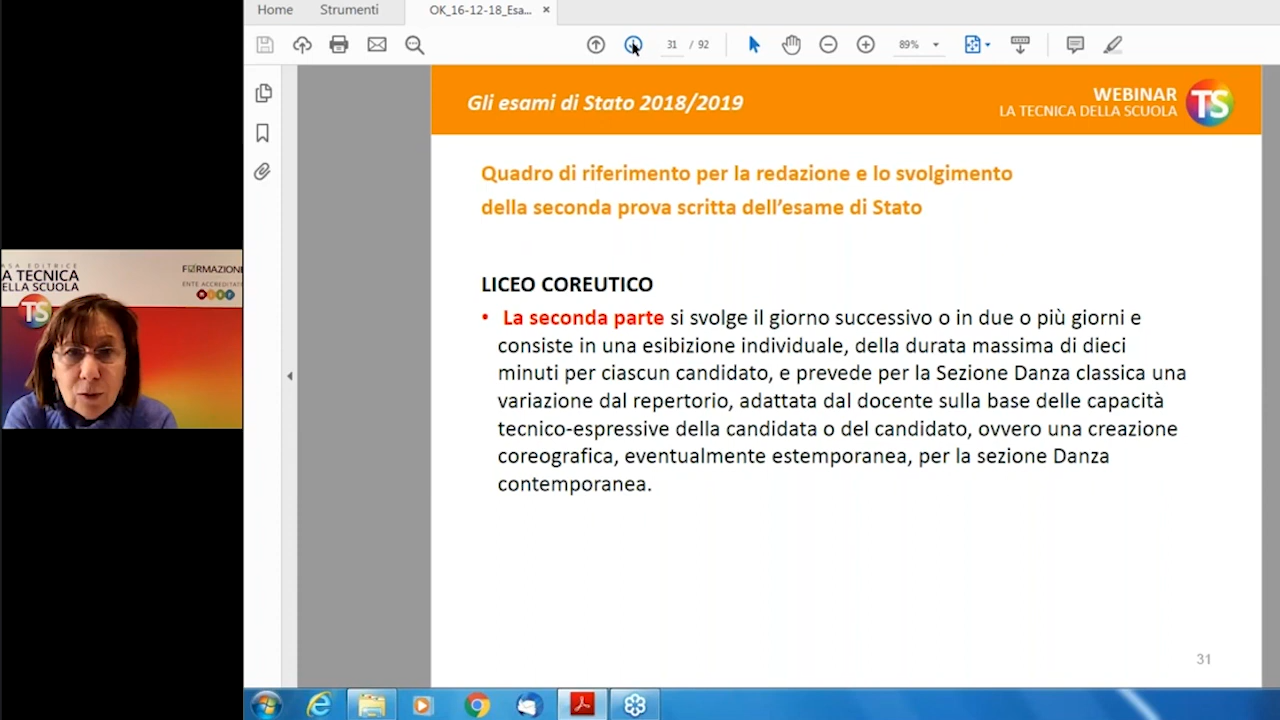 Home Strumenti OK_16-12-18_Esa... ×
31 / 92 89%
Gli esami di Stato 2018/2019
WEBINAR
LA TECNICA DELLA SCUOLA
TS
Quadro di riferimento per la redazione e lo svolgimento
della seconda prova scritta dell'esame di Stato
LICEO COREUTICO
• La seconda parte si svolge il giorno successivo o in due o più giorni e
consiste in una esibizione individuale, della durata massima di dieci
minuti per ciascun candidato, e prevede per la Sezione Danza classica una
variazione dal repertorio, adattata dal docente sulla base delle capacità
tecnico-espressive della candidata o del candidato, ovvero una creazione
coreografica, eventualmente estemporanea, per la sezione Danza
contemporanea.
31
ASA EDITRICE
A TECNICA
ELLA SCUOLA
TS
FORMAZIONE
ENTE ACCREDITAT